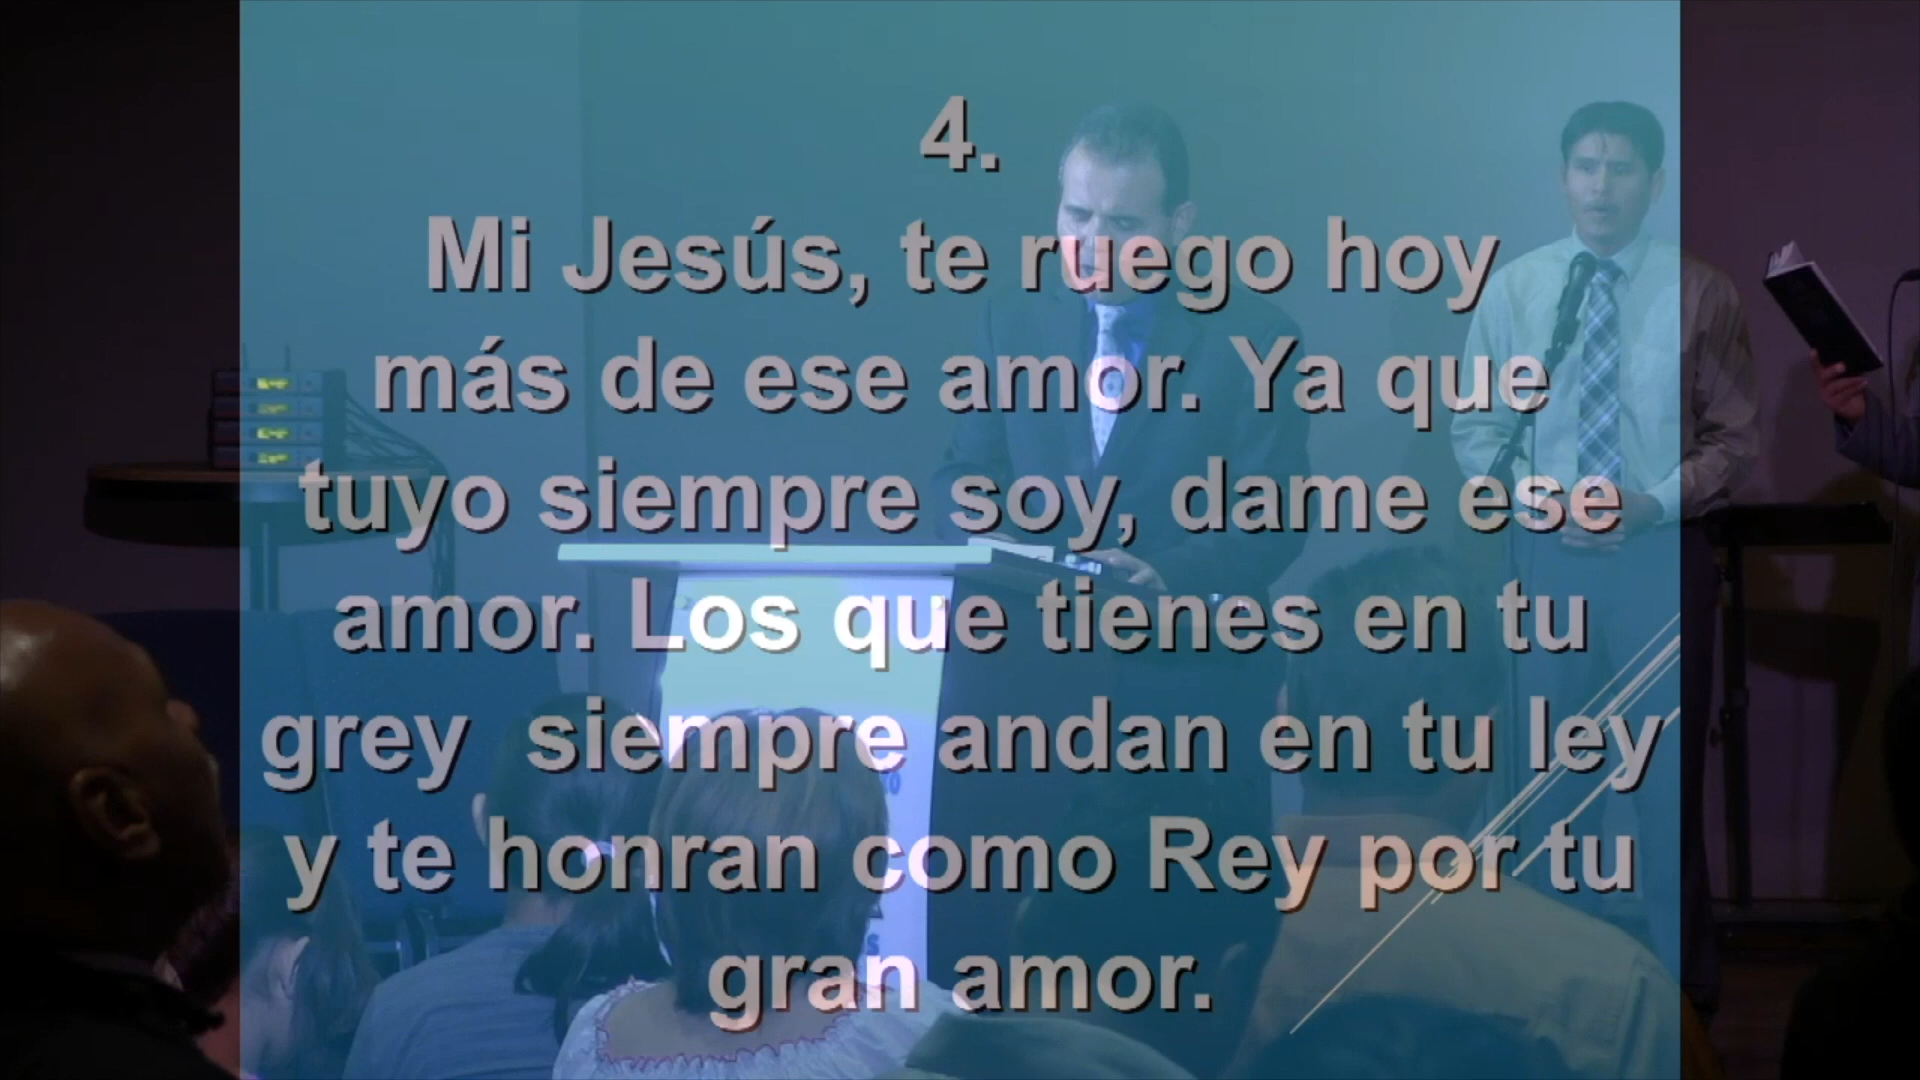 4.
Mi Jesús, te ruego hoy
más de ese amor. Ya que
tuyo siempre soy, dame ese
amor. Los que tienes en tu
grey siempre andan en tu ley
y te honran como Rey por tu
gran amor.